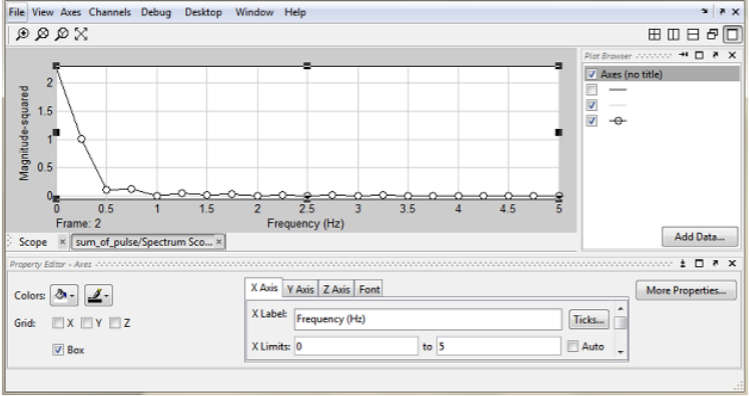 File View Axes Channels Debug Desktop Window Help
Plot Browser
Axes (no title)
Magnitude-squared
2
1.5
1
0.5
0
0 0.5 1 1.5 2 2.5 3 3.5 4 4.5 5
Frame: 2 Frequency (Hz)
Scope sum_of_pulse/Spectrum Sco...
Add Data...
Property Editor - Axes
Colors:
Grid: X Y Z
Box
X Axis Y Axis Z Axis Font
X Label: Frequency (Hz) Ticks...
X Limits: 0 to 5 Auto
More Properties...